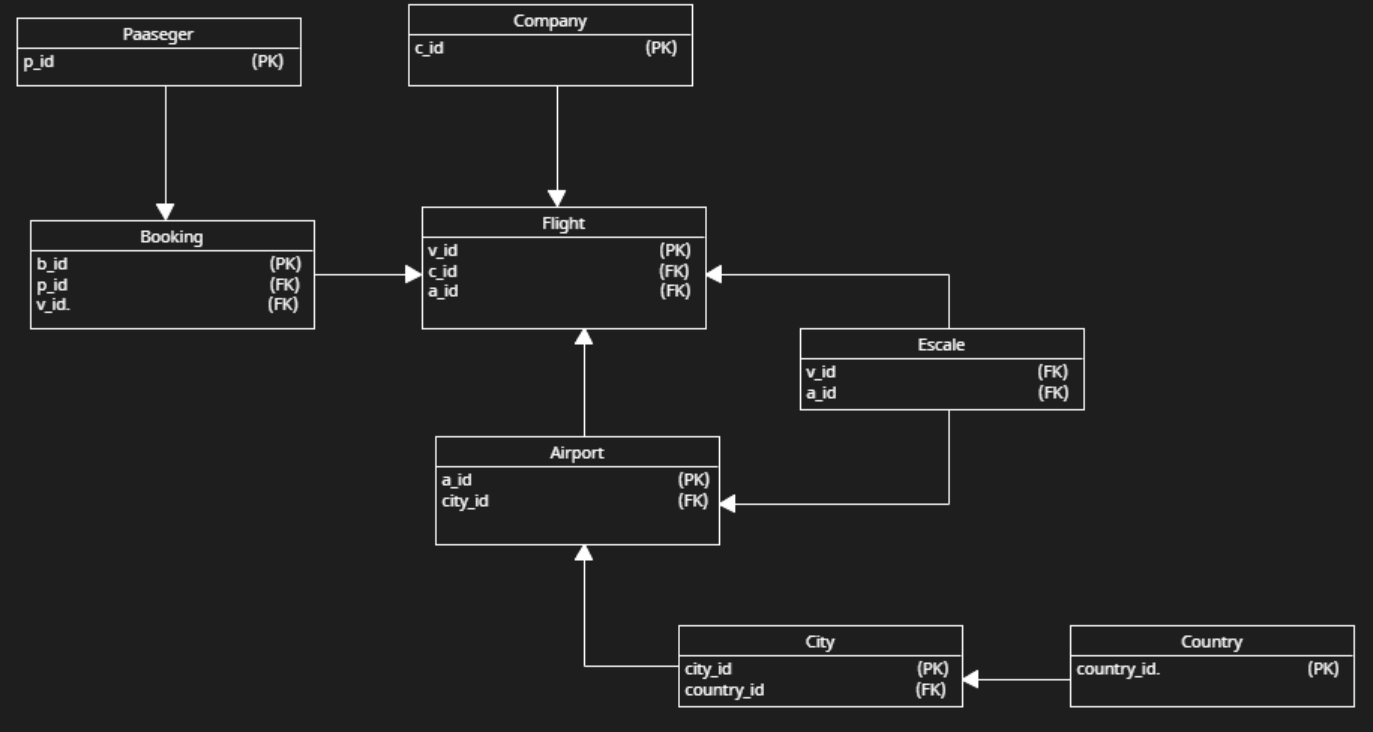 Paaseger
p_id (PK)
Company
c_id (PK)
Booking
b_id (PK)
p_id (FK)
v_id. (FK)
Flight
v_id (PK)
c_id (FK)
a_id (FK)
Escale
v_id (FK)
a_id (FK)
Airport
a_id (PK)
city_id (FK)
City
city_id (PK)
country_id (FK)
Country
country_id. (PK)